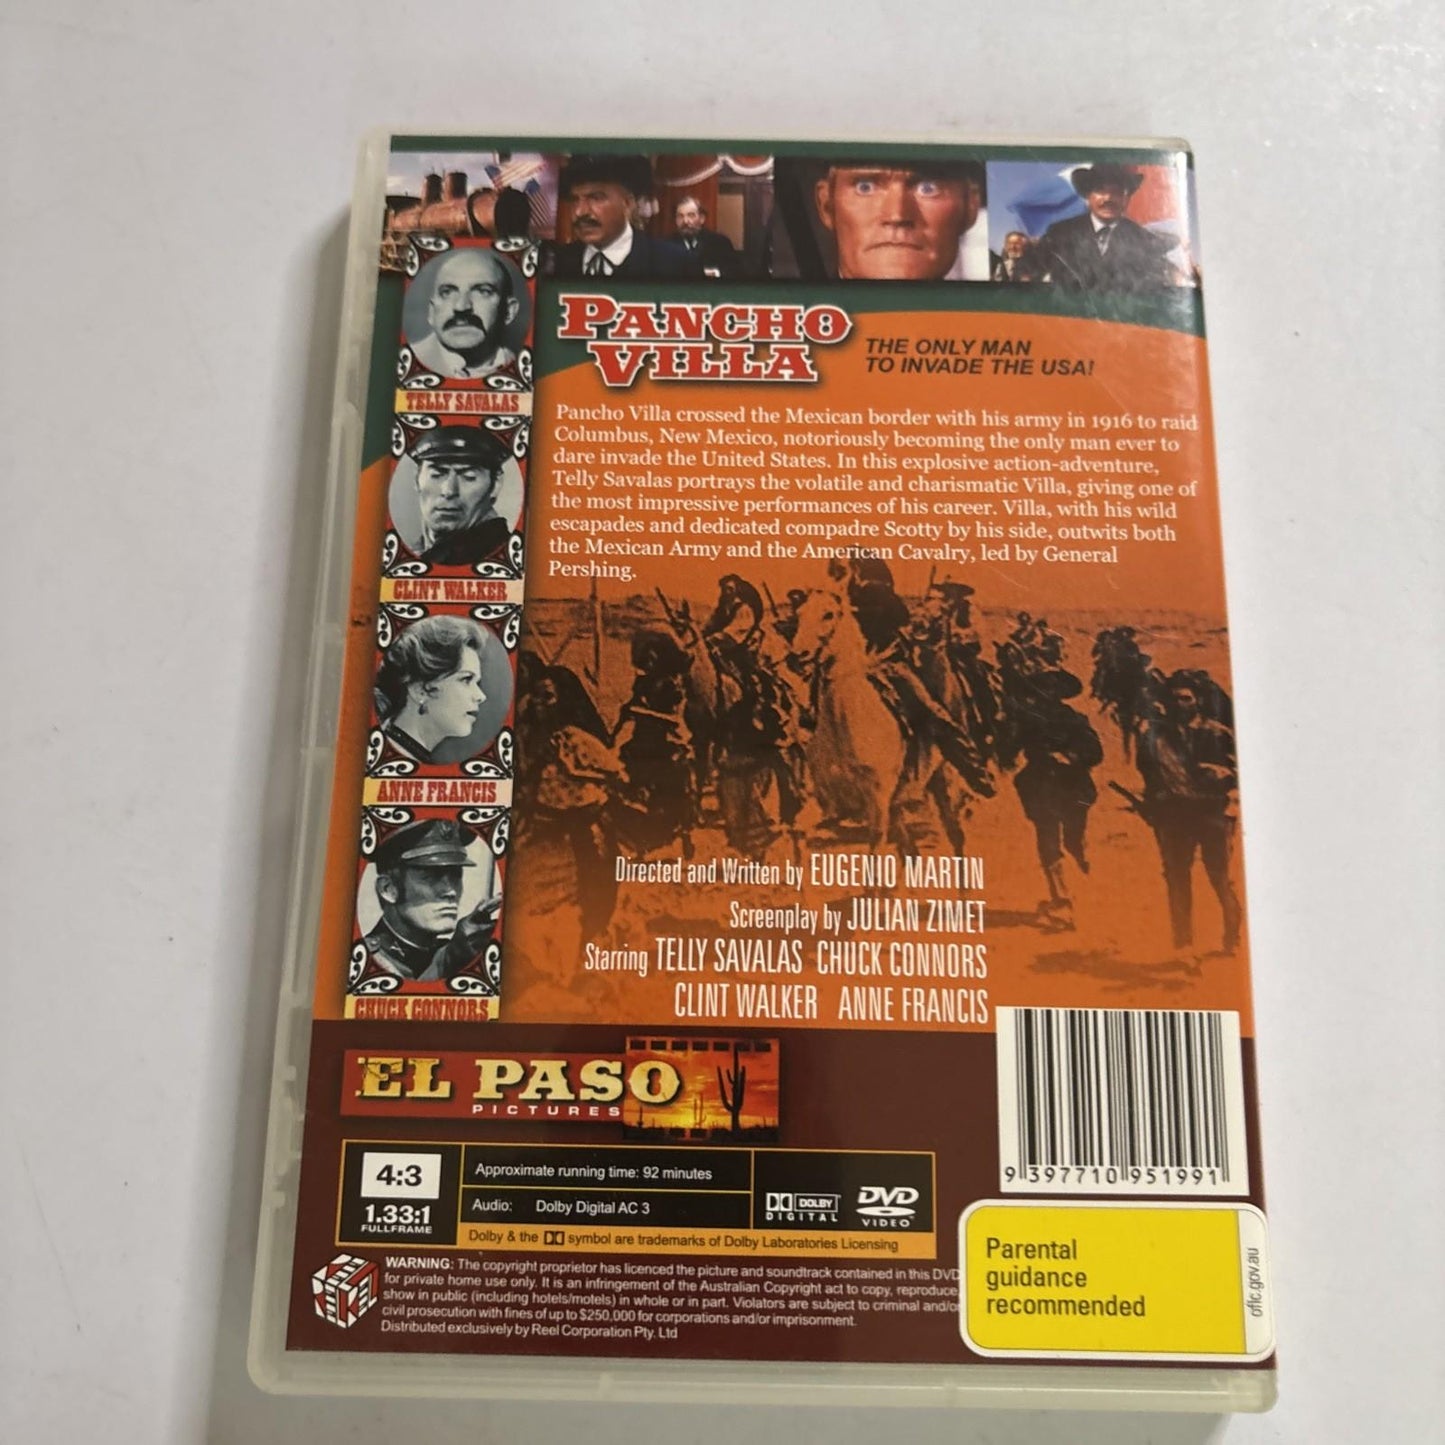 PANCHO
VILLA
THE ONLY MAN
TO INVADE THE USA!
Pancho Villa crossed the Mexican border with his army in 1916 to raid
Columbus, New Mexico, notoriously becoming the only man ever to
dare invade the United States. In this explosive action-adventure,
Telly Savalas portrays the volatile and charismatic Villa, giving one of
the most impressive performances of his career. Villa, with his wild
escapades and dedicated compadre Scotty by his side, outwits both
the Mexican Army and the American Cavalry, led by General
Pershing.
TELLY SAVALAS
CLINT WALKER
ANNE FRANCIS
CHUCK CONNORS
Directed and Written by EUGENIO MARTIN
Screenplay by JULIAN ZIMET
Starring TELLY SAVALAS CHUCK CONNORS
CLINT WALKER ANNE FRANCIS
EL PASO
PICTURES
9 397710 951991
4:3
1.33:1
FULLFRAME
Approximate running time: 92 minutes
Audio: Dolby Digital AC 3
DOLBY
DIGITAL
DVD
VIDEO
Dolby & the symbol are trademarks of Dolby Laboratories Licensing
REEL
WARNING: The copyright proprietor has licenced the picture and soundtrack contained in this DVD
for private home use only. It is an infringement of the Australian Copyright act to copy, reproduce,
show in public (including hotels/motels) in whole or in part. Violators are subject to criminal and/or
civil prosecution with fines of up to $250,000 for corporations and/or imprisonment.
Distributed exclusively by Reel Corporation Pty. Ltd
Parental
guidance
recommended
oflc.gov.au